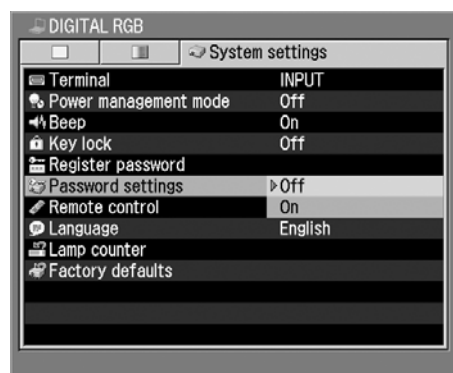 DIGITAL RGB
System settings
Terminal INPUT
Power management mode Off
Beep On
Key lock Off
Register password
Password settings Off
Remote control On
Language English
Lamp counter
Factory defaults